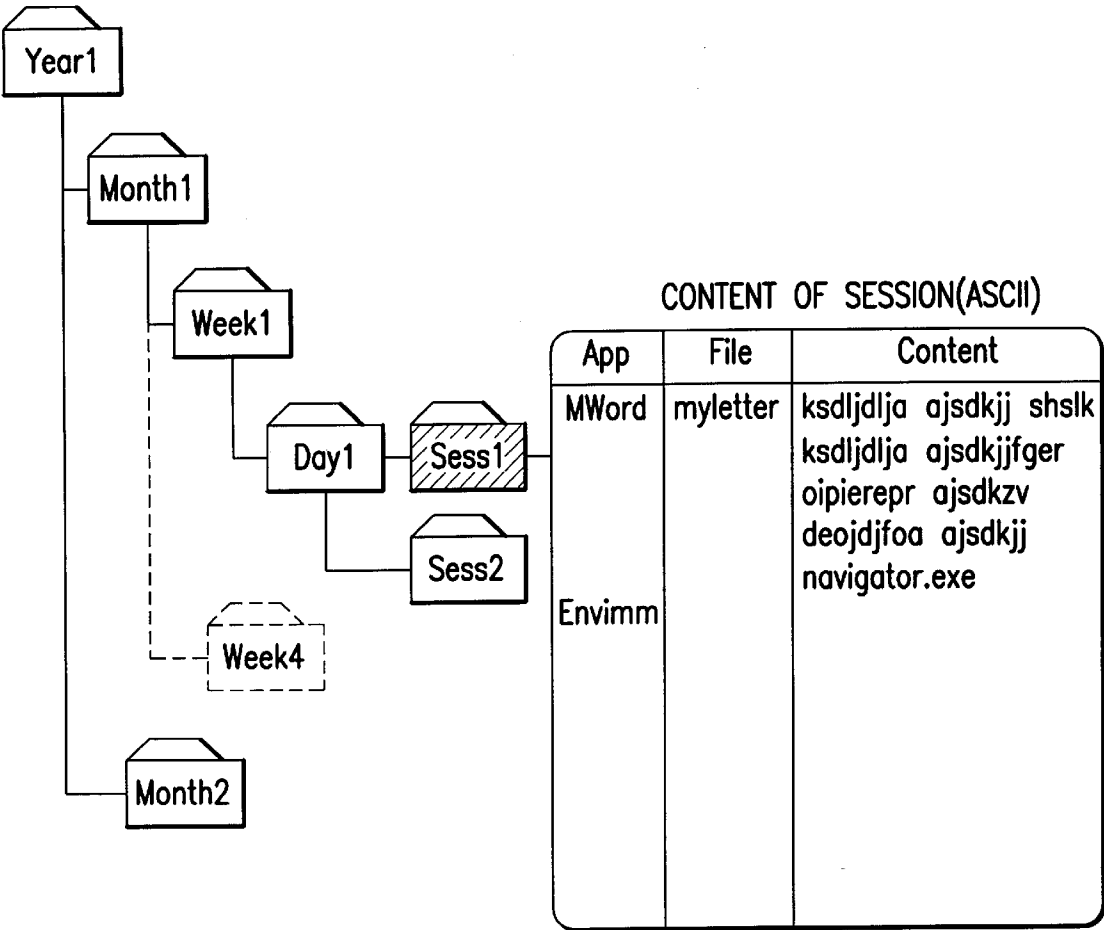 Year1
Month1
Week1
CONTENT OF SESSION(ASCII)
App File Content
MWord myletter ksdljdlja ajsdkjj shslk
ksdljdlja ajsdkjjfger
Day1 Sess1
oipierepr ajsdkzv
deojdjfoa ajsdkjj
Sess2
navigator.exe
Envimm
Week4
Month2